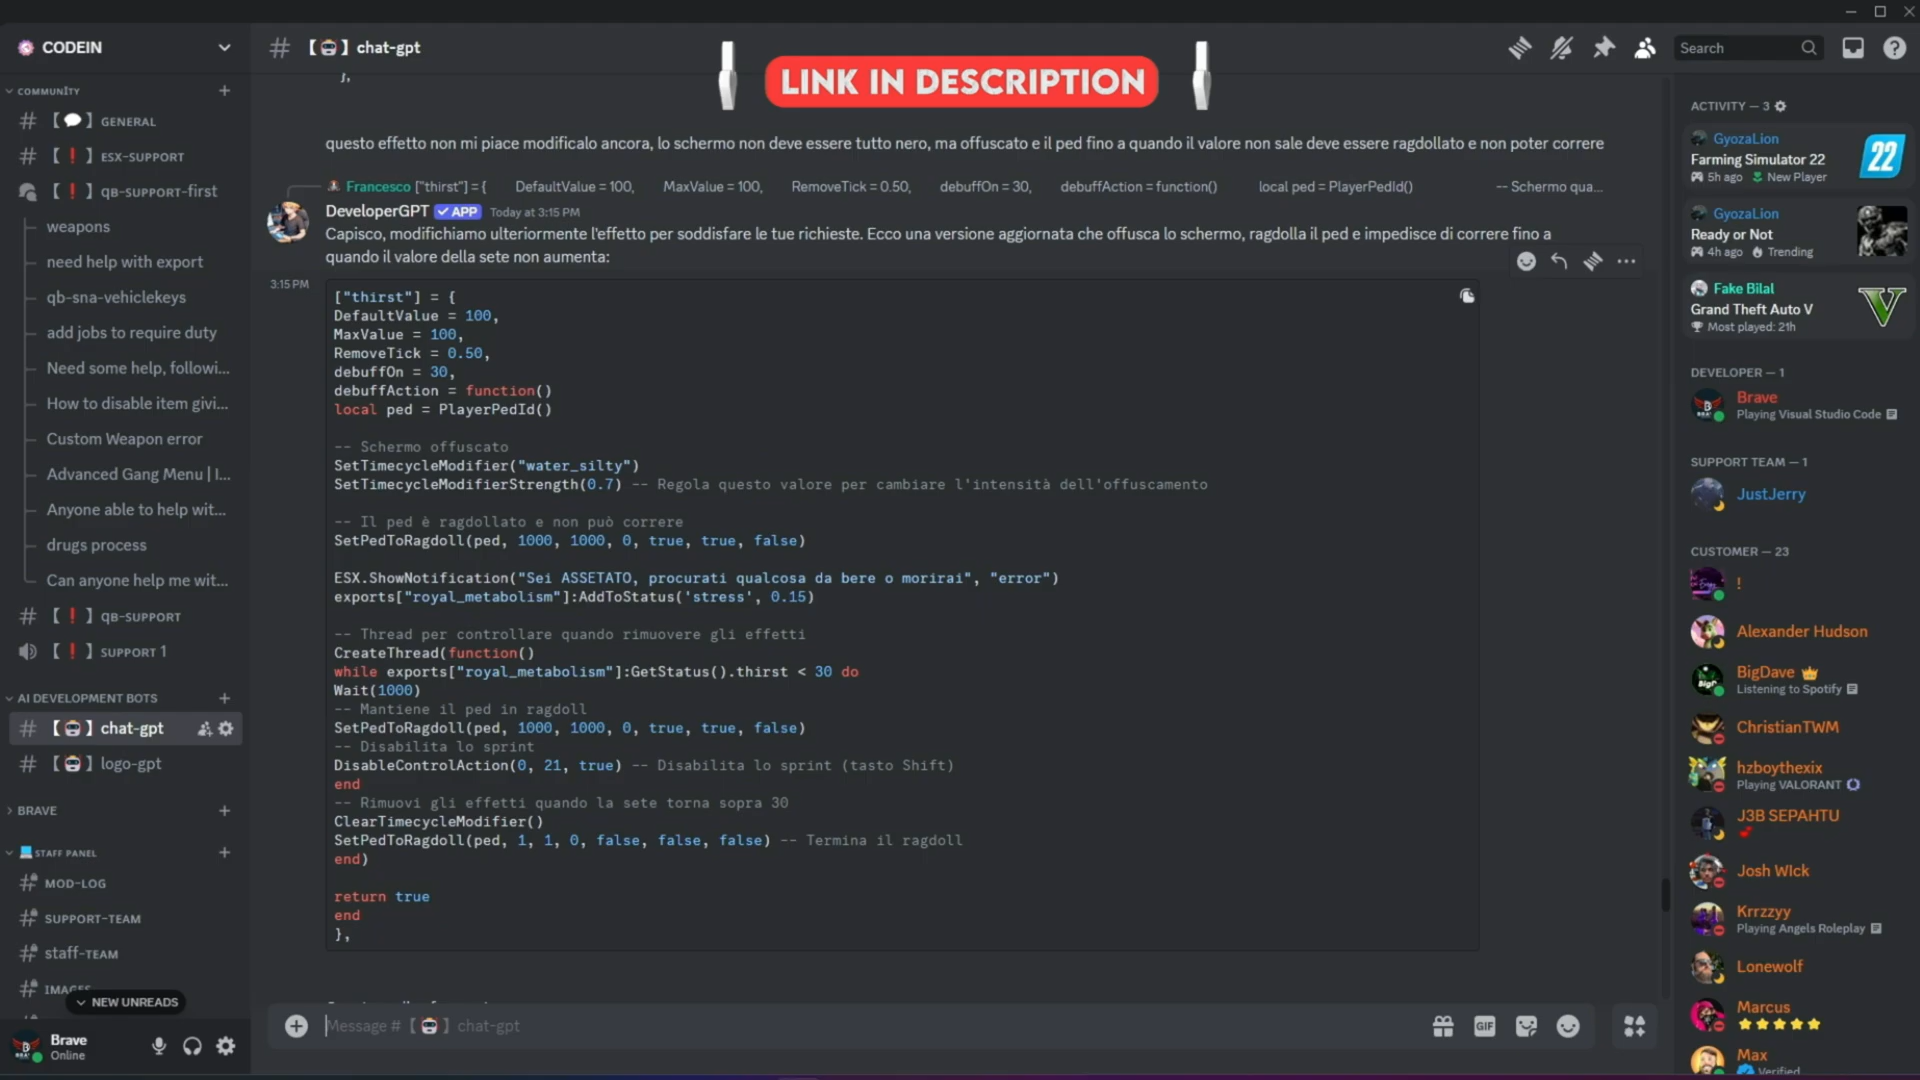 CODEIN
COMMUNITY
【💬】GENERAL
【❗】ESX-SUPPORT
【❗】QB-SUPPORT-first
weapons
need help with export
qb-sna-vehiclekeys
add jobs to require duty
Need some help, followi...
How to disable item givi...
Custom Weapon error
Advanced Gang Menu | I...
Anyone able to help wit...
drugs process
Can anyone help me wit...
【❗】QB-SUPPORT
【❗】SUPPORT 1
AI DEVELOPMENT BOTS
【🤖】chat-gpt
【🤖】logo-gpt
BRAVE
STAFF PANEL
MOD-LOG
SUPPORT-TEAM
staff-TEAM
IMAGES
NEW UNREADS
Brave
Online
【🤖】chat-gpt
LINK IN DESCRIPTION
Search
},
questo effetto non mi piace modificalo ancora, lo schermo non deve essere tutto nero, ma offuscato e il ped fino a quando il valore non sale deve essere ragdollato e non poter correre
Francesco ["thirst"] = { DefaultValue = 100, MaxValue = 100, RemoveTick = 0.50, debuffOn = 30, debuffAction = function() local ped = PlayerPedId() -- Schermo qua...
DeveloperGPT ✓ APP Today at 3:15 PM
Capisco, modifichiamo ulteriormente l'effetto per soddisfare le tue richieste. Ecco una versione aggiornata che offusca lo schermo, ragdolla il ped e impedisce di correre fino a
quando il valore della sete non aumenta:
3:15 PM
["thirst"] = {
DefaultValue = 100,
MaxValue = 100,
RemoveTick = 0.50,
debuffOn = 30,
debuffAction = function()
local ped = PlayerPedId()
-- Schermo offuscato
SetTimecycleModifier("water_silty")
SetTimecycleModifierStrength(0.7) -- Regola questo valore per cambiare l'intensità dell'offuscamento
-- Il ped è ragdollato e non può correre
SetPedToRagdoll(ped, 1000, 1000, 0, true, true, false)
ESX.ShowNotification("Sei ASSETATO, procurati qualcosa da bere o morirai", "error")
exports["royal_metabolism"]:AddToStatus('stress', 0.15)
-- Thread per controllare quando rimuovere gli effetti
CreateThread(function()
while exports["royal_metabolism"]:GetStatus().thirst < 30 do
Wait(1000)
-- Mantiene il ped in ragdoll
SetPedToRagdoll(ped, 1000, 1000, 0, true, true, false)
-- Disabilita lo sprint
DisableControlAction(0, 21, true) -- Disabilita lo sprint (tasto Shift)
end
-- Rimuovi gli effetti quando la sete torna sopra 30
ClearTimecycleModifier()
SetPedToRagdoll(ped, 1, 1, 0, false, false, false) -- Termina il ragdoll
end)
return true
end
},
Message #【🤖】chat-gpt
GIF
ACTIVITY — 3
GyozaLion
Farming Simulator 22
5h ago New Player
22
GyozaLion
Ready or Not
4h ago Trending
Fake Bilal
Grand Theft Auto V
Most played: 21h
V
DEVELOPER — 1
Brave
Playing Visual Studio Code
SUPPORT TEAM — 1
JustJerry
CUSTOMER — 23
!
Alexander Hudson
BigDave
Listening to Spotify
ChristianTWM
hzboythexix
Playing VALORANT
J3B SEPAHTU
Josh WIck
Krrzzyy
Playing Angels Roleplay
Lonewolf
Marcus
Max
Verified